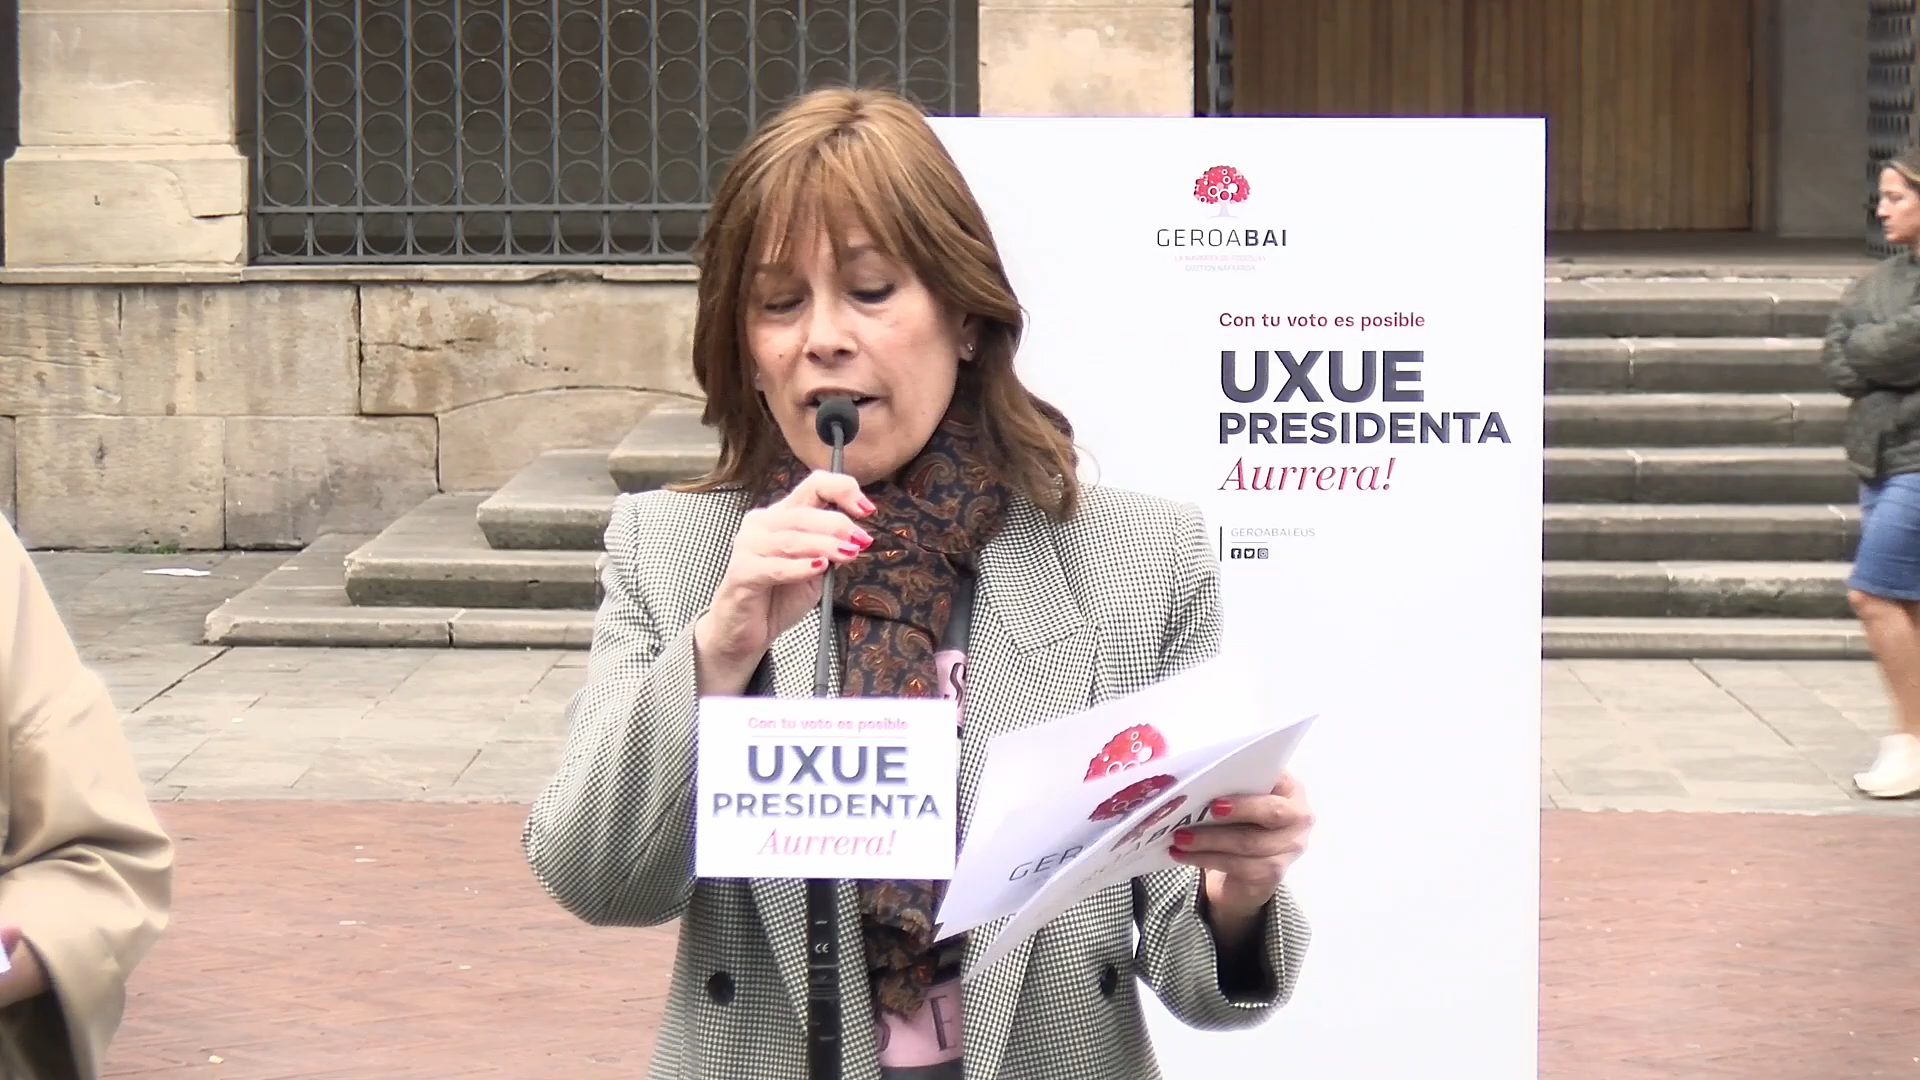 GEROABAI
Con tu voto es posible
UXUE
PRESIDENTA
Aurrera!
GEROABAI.EUS
Con tu voto es posible
UXUE
PRESIDENTA
Aurrera!
CE
S
S E